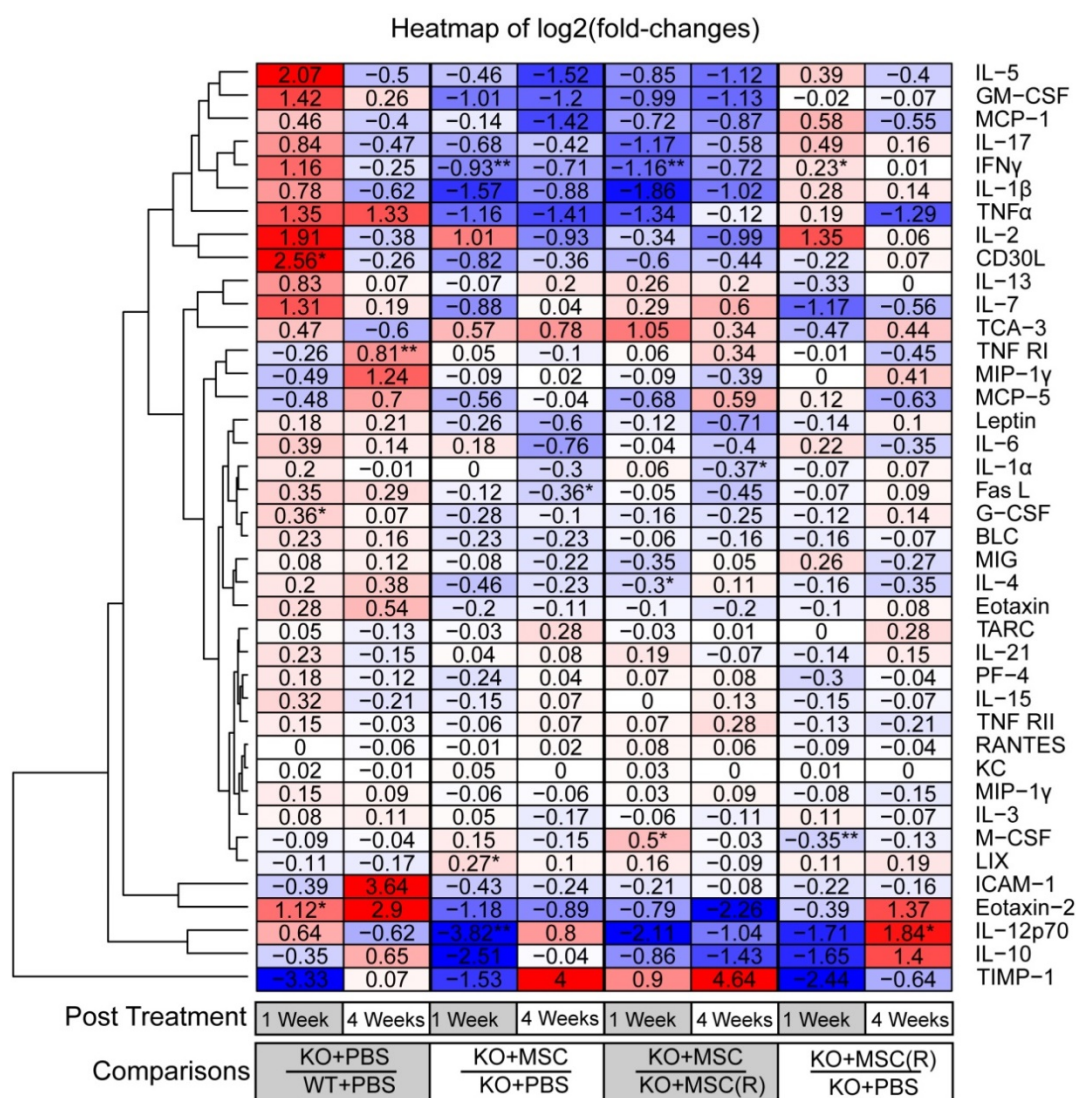 Heatmap of log2(fold-changes)
2.07 −0.5 −0.46 −1.52 −0.85 −1.12 0.39 −0.4 IL−5
1.42 0.26 −1.01 −1.2 −0.99 −1.13 −0.02 −0.07 GM−CSF
0.46 −0.4 −0.14 −1.42 −0.72 −0.87 0.58 −0.55 MCP−1
0.84 −0.47 −0.68 −0.42 −1.17 −0.58 0.49 0.16 IL−17
1.16 −0.25 −0.93** −0.71 −1.16** −0.72 0.23* 0.01 IFNγ
0.78 −0.62 −1.57 −0.88 −1.86 −1.02 0.28 0.14 IL−1β
1.35 1.33 −1.16 −1.41 −1.34 −0.12 0.19 −1.29 TNFα
1.91 −0.38 1.01 −0.93 −0.34 −0.99 1.35 0.06 IL−2
2.56* −0.26 −0.82 −0.36 −0.6 −0.44 −0.22 0.07 CD30L
0.83 0.07 −0.07 0.2 0.26 0.2 −0.33 0 IL−13
1.31 0.19 −0.88 0.04 0.29 0.6 −1.17 −0.56 IL−7
0.47 −0.6 0.57 0.78 1.05 0.34 −0.47 0.44 TCA−3
−0.26 0.81** 0.05 −0.1 0.06 0.34 −0.01 −0.45 TNF RI
−0.49 1.24 −0.09 0.02 −0.09 −0.39 0 0.41 MIP−1γ
−0.48 0.7 −0.56 −0.04 −0.68 0.59 0.12 −0.63 MCP−5
0.18 0.21 −0.26 −0.6 −0.12 −0.71 −0.14 0.1 Leptin
0.39 0.14 0.18 −0.76 −0.04 −0.4 0.22 −0.35 IL−6
0.2 −0.01 0 −0.3 0.06 −0.37* −0.07 0.07 IL−1α
0.35 0.29 −0.12 −0.36* −0.05 −0.45 −0.07 0.09 Fas L
0.36* 0.07 −0.28 −0.1 −0.16 −0.25 −0.12 0.14 G−CSF
0.23 0.16 −0.23 −0.23 −0.06 −0.16 −0.16 −0.07 BLC
0.08 0.12 −0.08 −0.22 −0.35 0.05 0.26 −0.27 MIG
0.2 0.38 −0.46 −0.23 −0.3* 0.11 −0.16 −0.35 IL−4
0.28 0.54 −0.2 −0.11 −0.1 −0.2 −0.1 0.08 Eotaxin
0.05 −0.13 −0.03 0.28 −0.03 0.01 0 0.28 TARC
0.23 −0.15 0.04 0.08 0.19 −0.07 −0.14 0.15 IL−21
0.18 −0.12 −0.24 0.04 0.07 0.08 −0.3 −0.04 PF−4
0.32 −0.21 −0.15 0.07 0 0.13 −0.15 −0.07 IL−15
0.15 −0.03 −0.06 0.07 0.07 0.28 −0.13 −0.21 TNF RII
0 −0.06 −0.01 0.02 0.08 0.06 −0.09 −0.04 RANTES
0.02 −0.01 0.05 0 0.03 0 0.01 0 KC
0.15 0.09 −0.06 −0.06 0.03 0.09 −0.08 −0.15 MIP−1γ
0.08 0.11 0.05 −0.17 −0.06 −0.11 0.11 −0.07 IL−3
−0.09 −0.04 0.15 −0.15 0.5* −0.03 −0.35** −0.13 M−CSF
−0.11 −0.17 0.27* 0.1 0.16 −0.09 0.11 0.19 LIX
−0.39 3.64 −0.43 −0.24 −0.21 −0.08 −0.22 −0.16 ICAM−1
1.12* 2.9 −1.18 −0.89 −0.79 −2.26 −0.39 1.37 Eotaxin−2
0.64 −0.62 −3.82** 0.8 −2.11 −1.04 −1.71 1.84* IL−12p70
−0.35 0.65 −2.51 −0.04 −0.86 −1.43 −1.65 1.4 IL−10
−3.33 0.07 −1.53 4 0.9 4.64 −2.44 −0.64 TIMP−1
Post Treatment 1 Week 4 Weeks 1 Week 4 Weeks 1 Week 4 Weeks 1 Week 4 Weeks
KO+PBS KO+MSC KO+MSC KO+MSC(R)
Comparisons
WT+PBS KO+PBS KO+MSC(R) KO+PBS